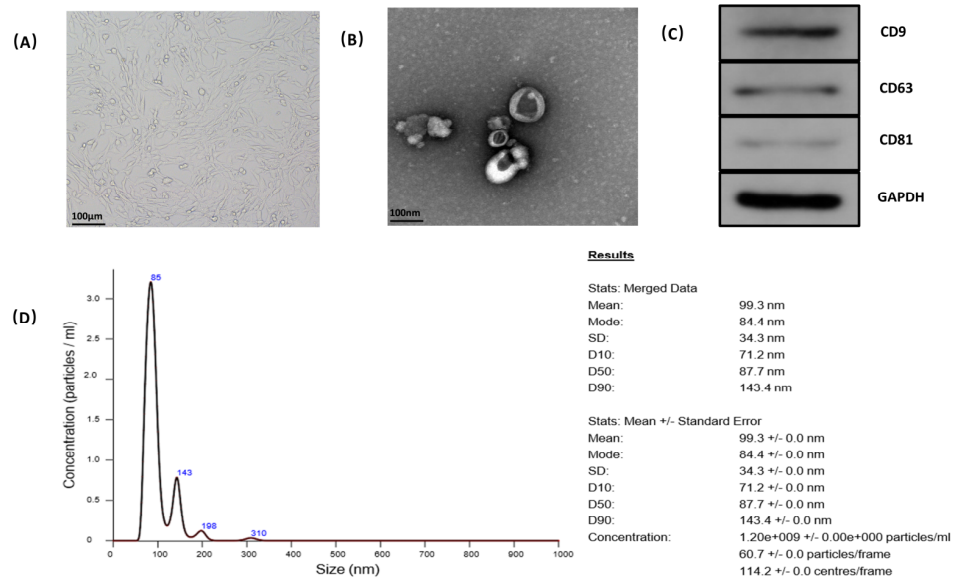 (A)
100μm
(B)
100nm
(C)
CD9
CD63
CD81
GAPDH
(D)
Concentration (particles / ml)
3.0
2.5
2.0
1.5
1.0
0.5
0
85
143
198
310
0 100 200 300 400 500 600 700 800 900 1000
Size (nm)
Results
Stats: Merged Data
Mean: 99.3 nm
Mode: 84.4 nm
SD: 34.3 nm
D10: 71.2 nm
D50: 87.7 nm
D90: 143.4 nm
Stats: Mean +/- Standard Error
Mean: 99.3 +/- 0.0 nm
Mode: 84.4 +/- 0.0 nm
SD: 34.3 +/- 0.0 nm
D10: 71.2 +/- 0.0 nm
D50: 87.7 +/- 0.0 nm
D90: 143.4 +/- 0.0 nm
Concentration: 1.20e+009 +/- 0.00e+000 particles/ml
60.7 +/- 0.0 particles/frame
114.2 +/- 0.0 centres/frame